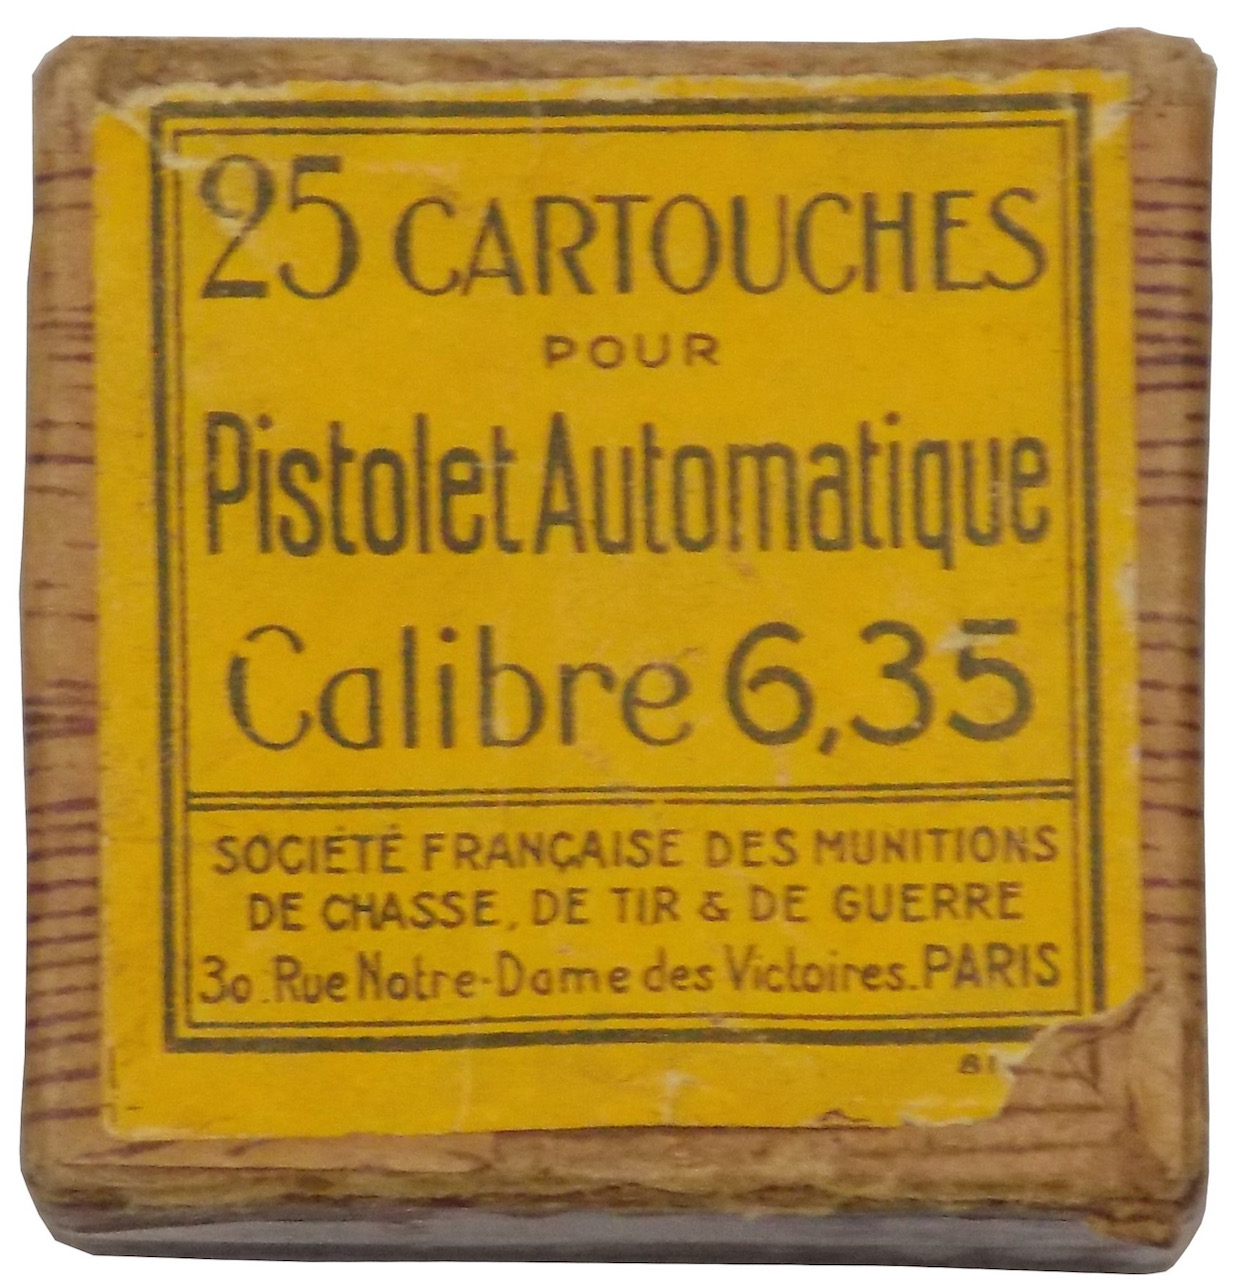 25 CARTOUCHES
POUR
Pistolet Automatique
Calibre 6,35
SOCIÉTÉ FRANÇAISE DES MUNITIONS
DE CHASSE, DE TIR & DE GUERRE
30. Rue Notre-Dame des Victoires. PARIS